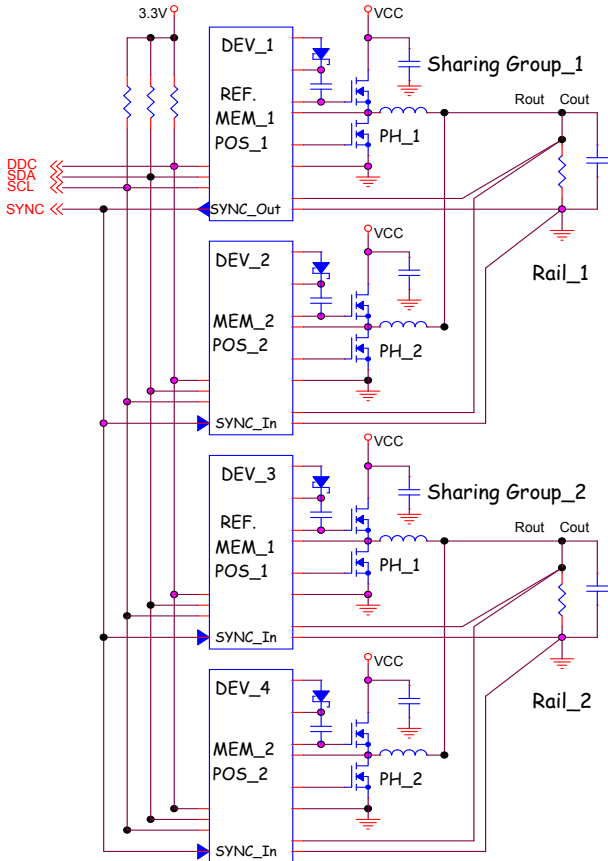 3.3V
VCC
DEV_1
Sharing Group_1
REF.
MEM_1
POS_1
PH_1
Rout
Cout
DDC
SDA
SCL
SYNC
SYNC_Out
VCC
DEV_2
Rail_1
MEM_2
POS_2
PH_2
SYNC_In
VCC
DEV_3
Sharing Group_2
REF.
MEM_1
POS_1
PH_1
Rout
Cout
SYNC_In
VCC
DEV_4
Rail_2
MEM_2
POS_2
PH_2
SYNC_In